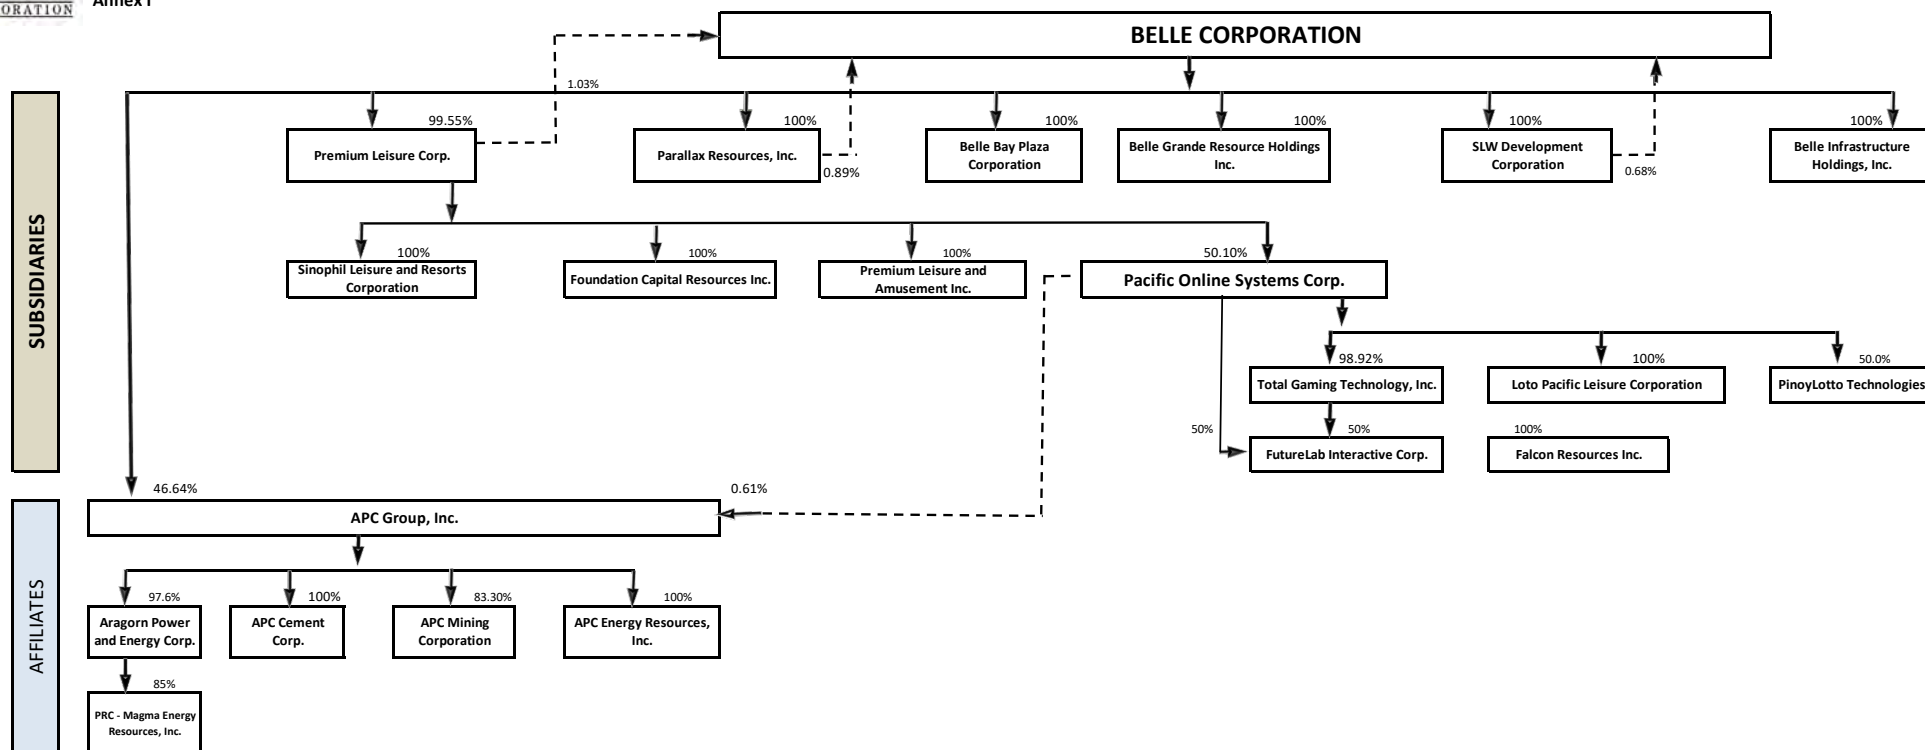 ORATION
Annex I
BELLE CORPORATION
1.03%
99.55%
100%
100%
100%
100%
100%
Premium Leisure Corp.
Parallax Resources, Inc.
Belle Bay Plaza
Corporation
Belle Grande Resource Holdings
Inc.
SLW Development
Corporation
Belle Infrastructure
Holdings, Inc.
0.89%
0.68%
SUBSIDIARIES
100%
100%
100%
50.10%
Sinophil Leisure and Resorts
Corporation
Foundation Capital Resources Inc.
Premium Leisure and
Amusement Inc.
Pacific Online Systems Corp.
98.92%
100%
50.0%
Total Gaming Technology, Inc.
Loto Pacific Leisure Corporation
PinoyLotto Technologies
50%
50%
100%
FutureLab Interactive Corp.
Falcon Resources Inc.
46.64%
0.61%
APC Group, Inc.
AFFILIATES
97.6%
100%
83.30%
100%
Aragorn Power
and Energy Corp.
APC Cement
Corp.
APC Mining
Corporation
APC Energy Resources,
Inc.
85%
PRC - Magma Energy
Resources, Inc.